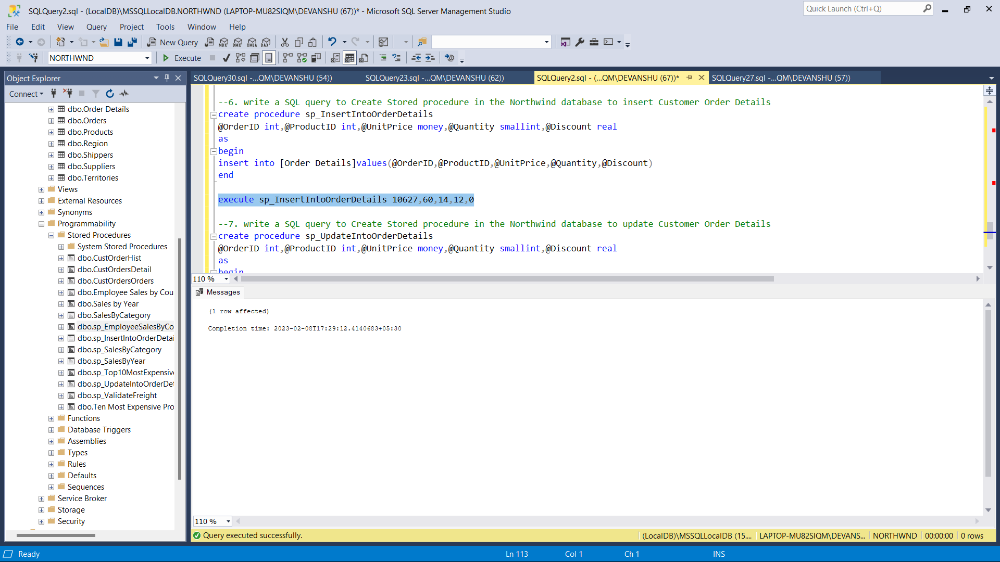 SQLQuery2.sql - (LocalDB)\MSSQLLocalDB.NORTHWND (LAPTOP-MU82SIQM\DEVANSHU (67))* - Microsoft SQL Server Management Studio
Quick Launch (Ctrl+Q)
File Edit View Query Project Tools Window Help
New Query MDX DMX XMLA DAX
NORTHWND Execute
Object Explorer
SQLQuery30.sql -...QM\DEVANSHU (54))
SQLQuery23.sql -...QM\DEVANSHU (62))
SQLQuery2.sql - (...QM\DEVANSHU (67))*
SQLQuery27.sql -...QM\DEVANSHU (57))
Connect
dbo.Order Details
dbo.Orders
dbo.Products
dbo.Region
dbo.Shippers
dbo.Suppliers
dbo.Territories
Views
External Resources
Synonyms
Programmability
Stored Procedures
System Stored Procedures
dbo.CustOrderHist
dbo.CustOrdersDetail
dbo.CustOrdersOrders
dbo.Employee Sales by Cou
dbo.Sales by Year
dbo.SalesByCategory
dbo.sp_EmployeeSalesByCo
dbo.sp_InsertIntoOrderDetai
dbo.sp_SalesByCategory
dbo.sp_SalesByYear
dbo.sp_Top10MostExpensive
dbo.sp_UpdateIntoOrderDet
dbo.sp_ValidateFreight
dbo.Ten Most Expensive Pro
Functions
Database Triggers
Assemblies
Types
Rules
Defaults
Sequences
Service Broker
Storage
Security
--6. write a SQL query to Create Stored procedure in the Northwind database to insert Customer Order Details
create procedure sp_InsertIntoOrderDetails
@OrderID int,@ProductID int,@UnitPrice money,@Quantity smallint,@Discount real
as
begin
insert into [Order Details]values(@OrderID,@ProductID,@UnitPrice,@Quantity,@Discount)
end
execute sp_InsertIntoOrderDetails 10627,60,14,12,0
--7. write a SQL query to Create Stored procedure in the Northwind database to update Customer Order Details
create procedure sp_UpdateIntoOrderDetails
@OrderID int,@ProductID int,@UnitPrice money,@Quantity smallint,@Discount real
as
begin
110 %
Messages
(1 row affected)
Completion time: 2023-02-08T17:29:12.4140683+05:30
110 %
Query executed successfully.
(LocalDB)\MSSQLLocalDB (15.... LAPTOP-MU82SIQM\DEVANS... NORTHWND 00:00:00 0 rows
Ready Ln 113 Col 1 Ch 1 INS